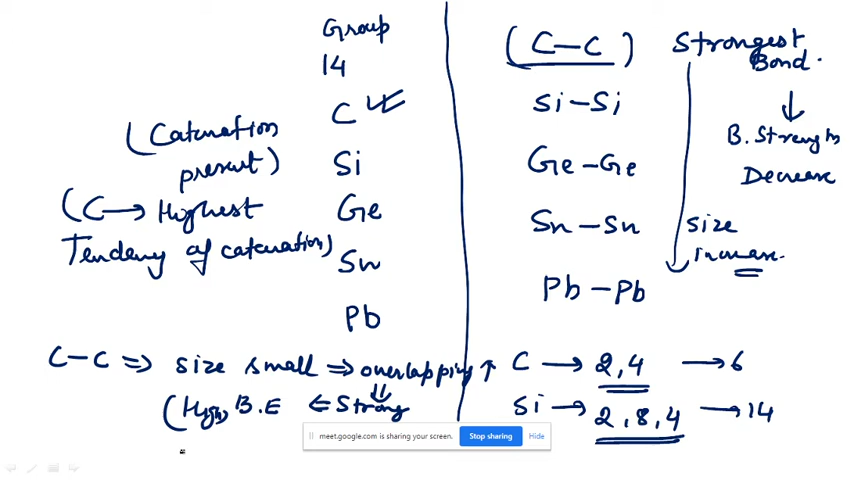 Group
14
C
(Catenation
present)
Si
(C → Highest
Ge
Tendency of catenation)
Sn
Pb
(C–C) Strongest
Bond.
Si–Si
B. Strength
Ge–Ge
Decrease
Sn–Sn
size
increase.
Pb–Pb
C–C ⇒ size small ⇒ overlapping ↑
(High B.E ⇐ Strong
C → 2,4 → 6
Si → 2,8,4 → 14
meet.google.com is sharing your screen. Stop sharing Hide